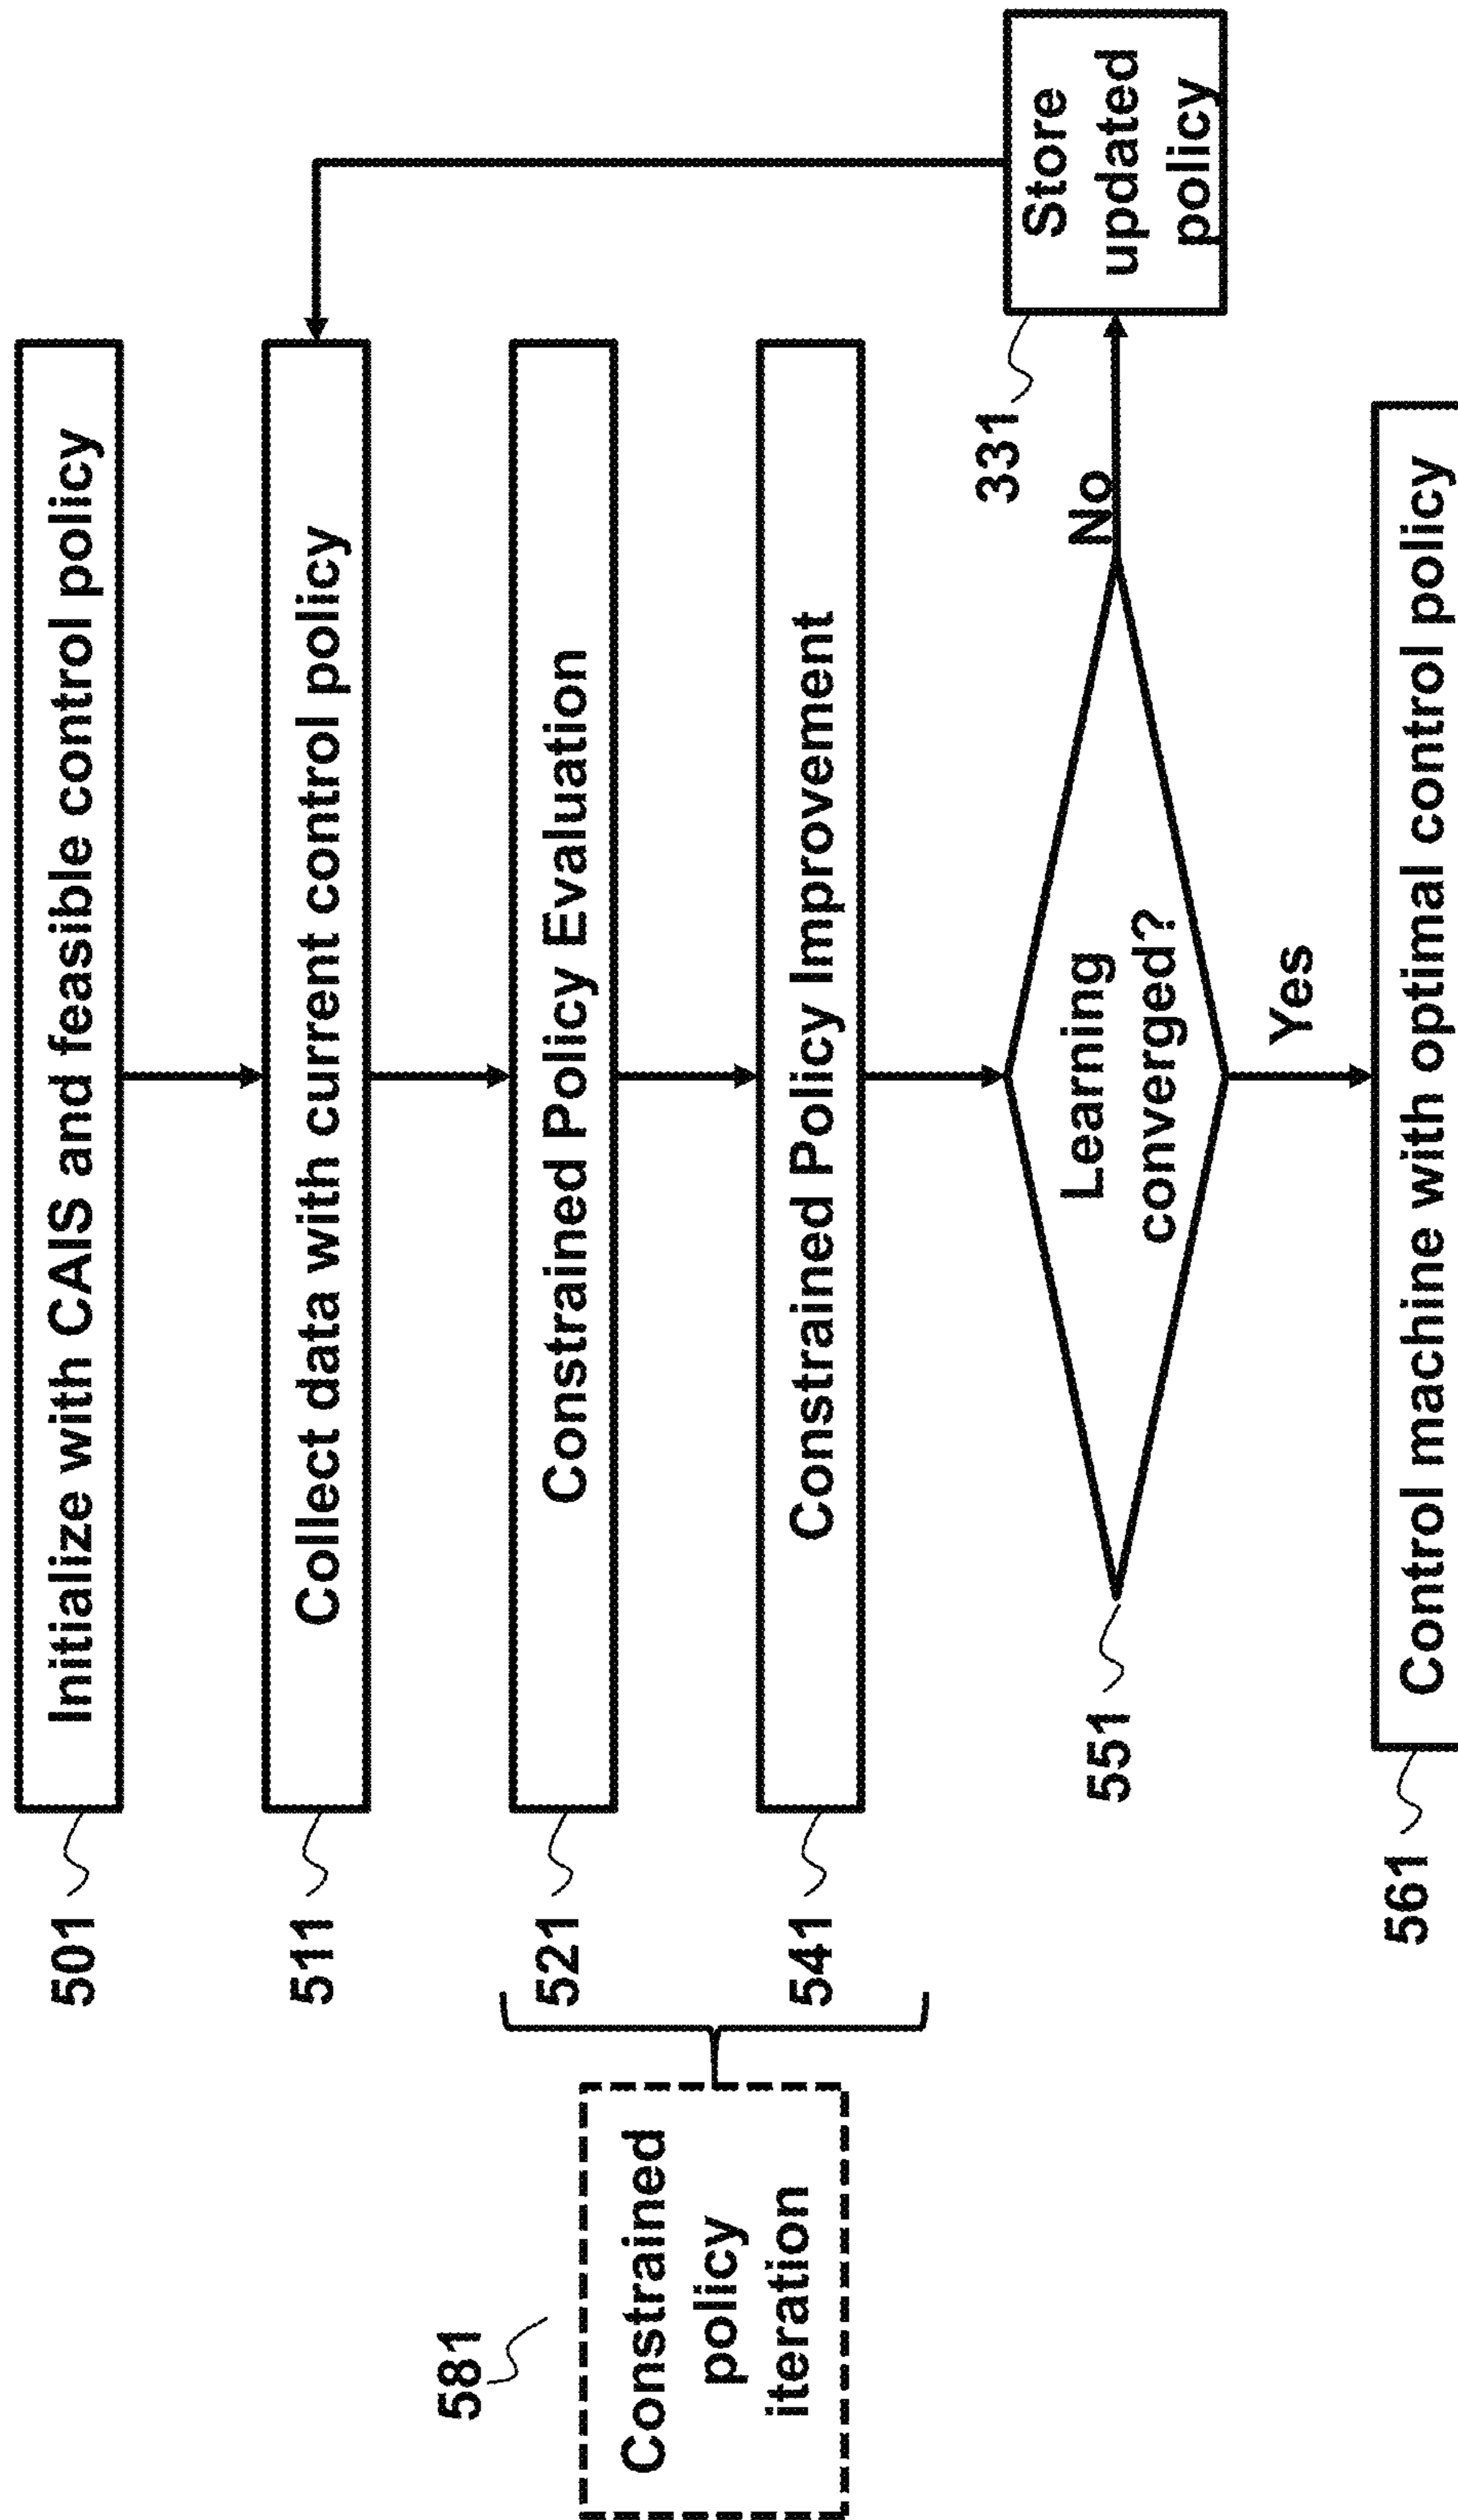 501
Initialize with CAIS and feasible control policy
511
Collect data with current control policy
581
Constrained
policy
iteration
521
Constrained Policy Evaluation
541
Constrained Policy Improvement
551
Learning
converged?
No
331
Store
updated
policy
Yes
561
Control machine with optimal control policy